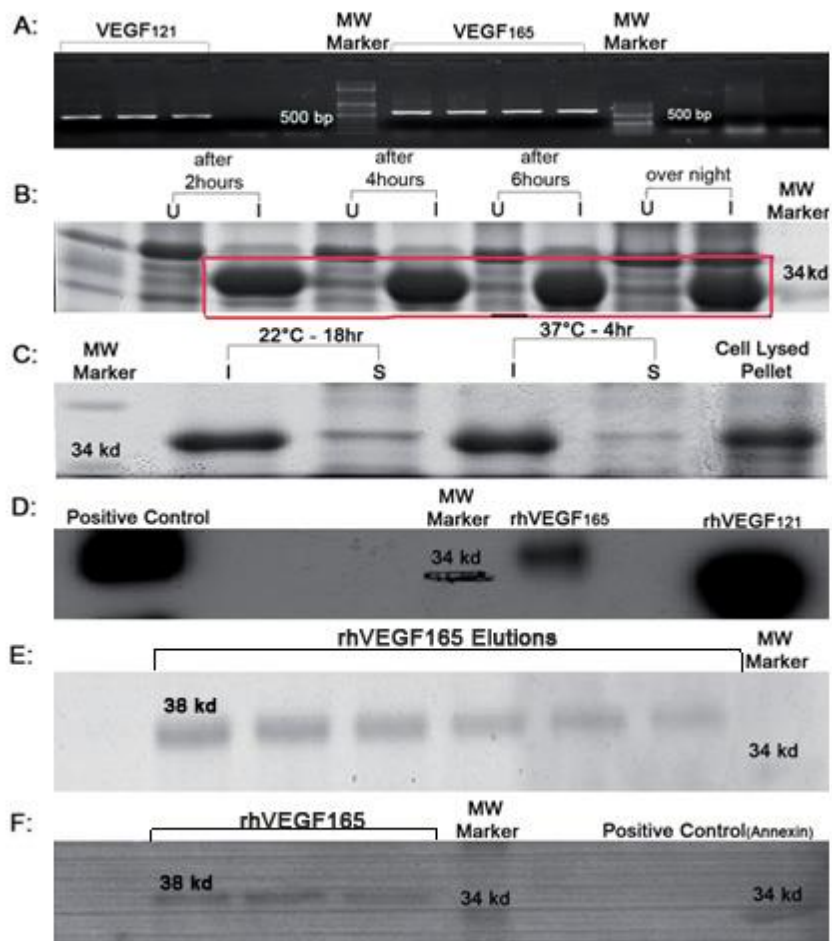 A:
VEGF121
MW
Marker
VEGF165
MW
Marker
500 bp
500 bp
B:
after
2hours
after
4hours
after
6hours
over night
U I U I U I U I
MW
Marker
34 kd
C:
MW
Marker
22°C - 18hr
37°C - 4hr
Cell Lysed
Pellet
I S I S
34 kd
D:
Positive Control
MW
Marker
rhVEGF165
rhVEGF121
34 kd
E:
rhVEGF165 Elutions
MW
Marker
38 kd
34 kd
F:
rhVEGF165
MW
Marker
Positive Control(Annexin)
38 kd
34 kd
34 kd